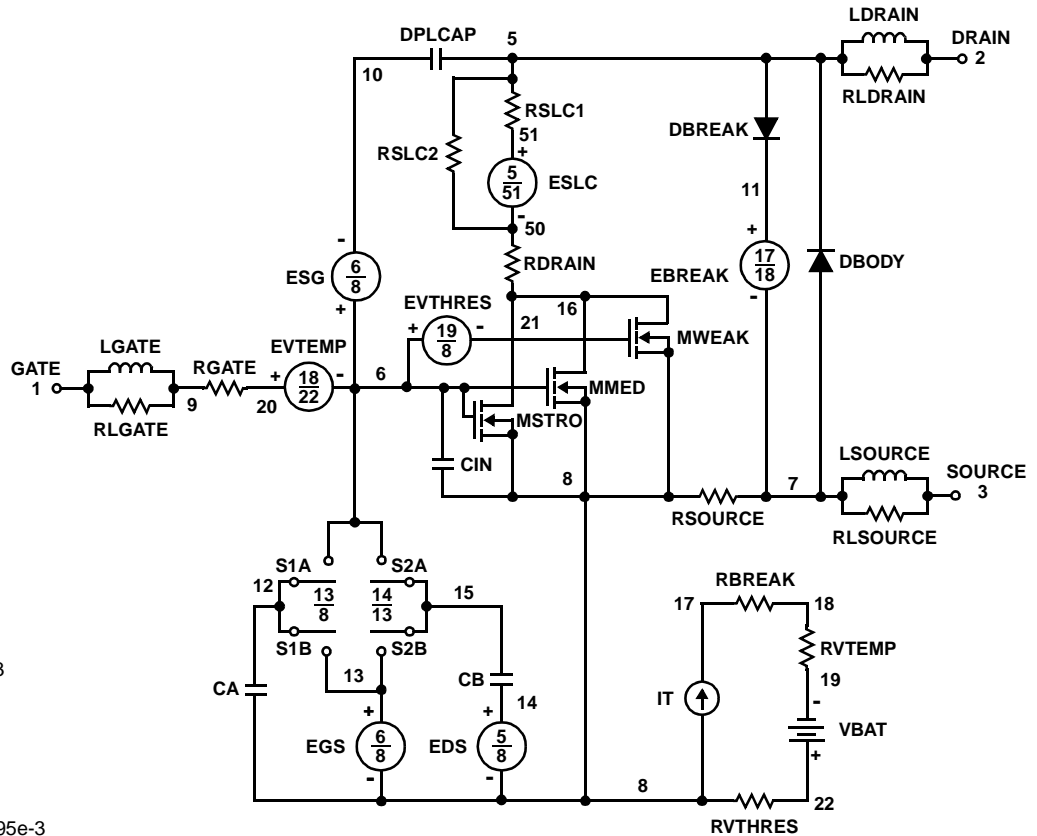 LDRAIN
DPLCAP
5
DRAIN
2
10
RLDRAIN
RSLC1
DBREAK
51
+
RSLC2
5
51
ESLC
11
-
50
+
-
RDRAIN
17
18
EBREAK
DBODY
ESG
6
8
-
+
EVTHRES
16
21
+
19
8
-
MWEAK
LGATE
EVTEMP
GATE
1
RGATE
+
18
22
-
6
MMED
9
20
MSTRO
RLGATE
LSOURCE
CIN
8
7
SOURCE
3
RSOURCE
RLSOURCE
S1A
S2A
RBREAK
12
13
8
14
13
15
17
18
RVTEMP
S1B
S2B
13
CB
19
CA
14
IT
-
+
+
VBAT
EGS
6
8
EDS
5
8
+
-
-
8
22
RVTHRES
3
95e-3